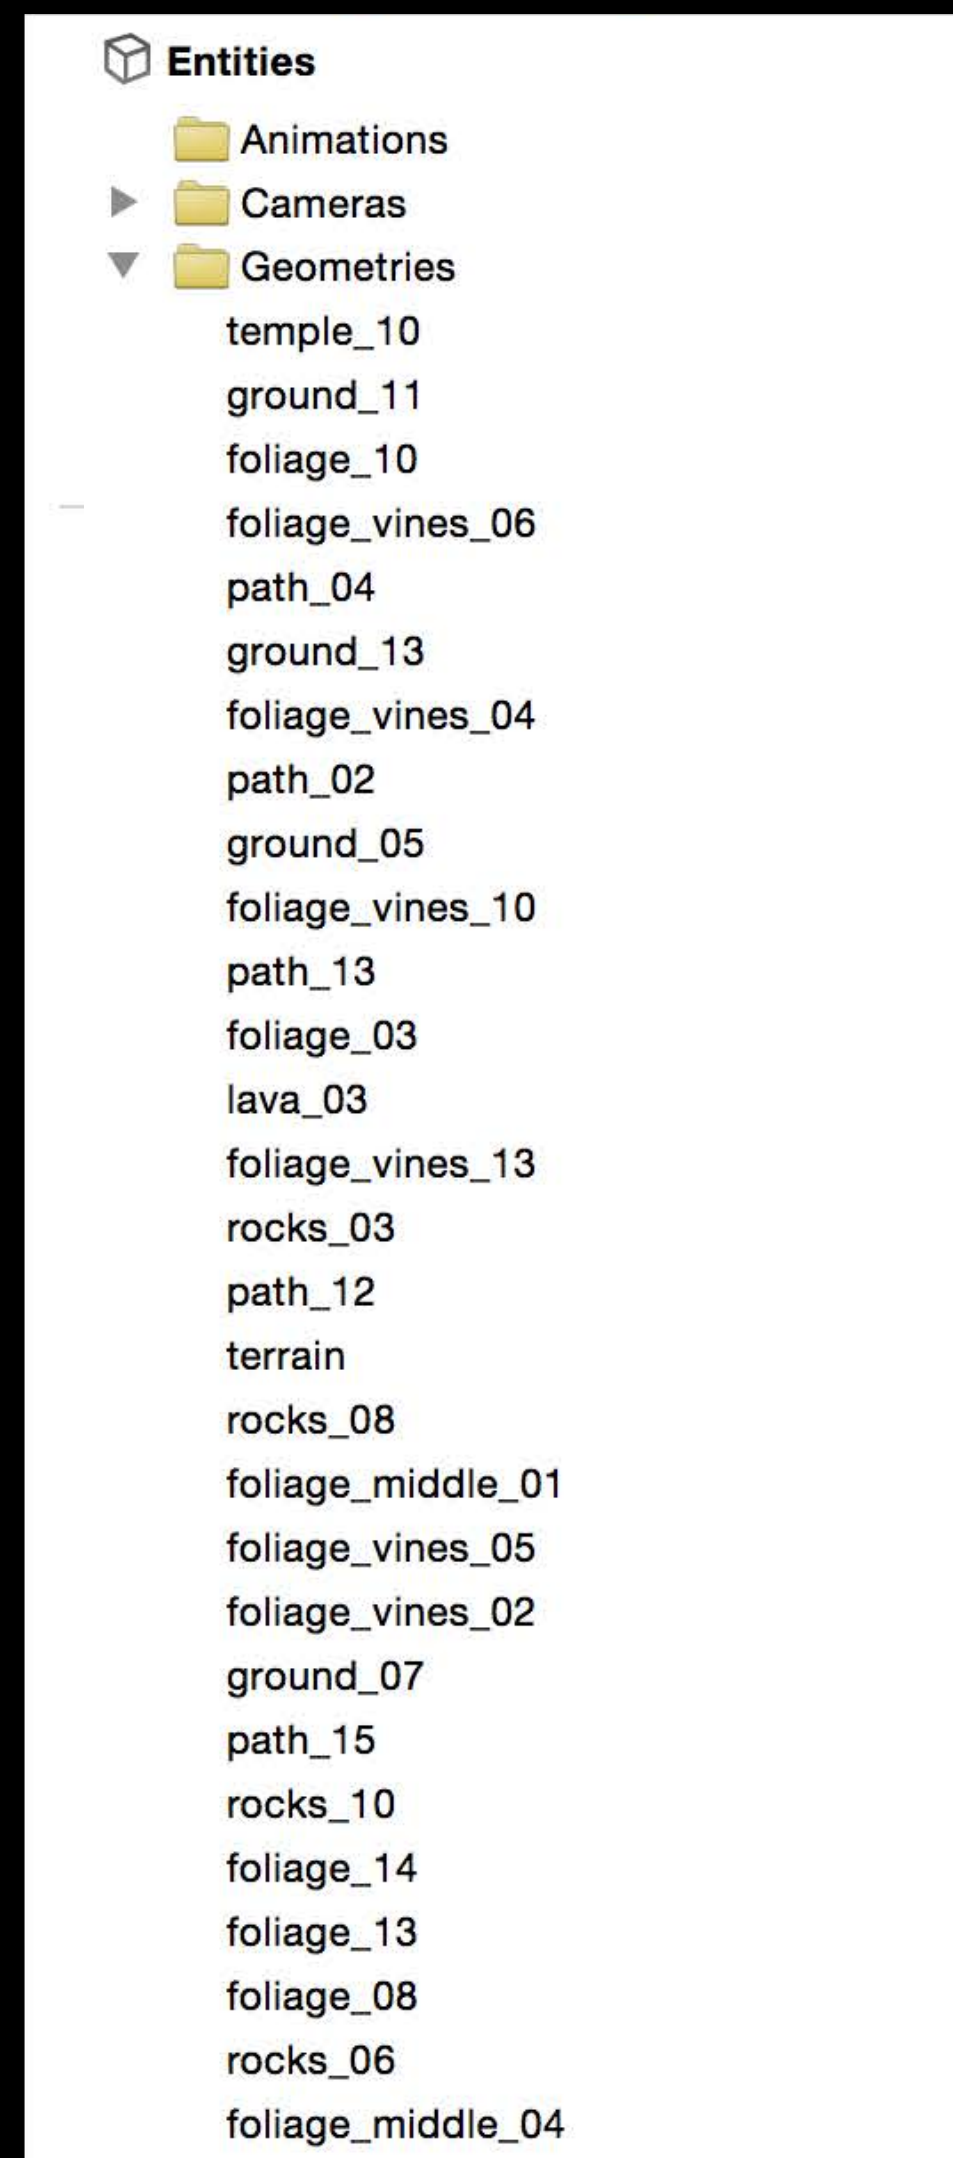 Entities
Animations
Cameras
Geometries
temple_10
ground_11
foliage_10
foliage_vines_06
path_04
ground_13
foliage_vines_04
path_02
ground_05
foliage_vines_10
path_13
foliage_03
lava_03
foliage_vines_13
rocks_03
path_12
terrain
rocks_08
foliage_middle_01
foliage_vines_05
foliage_vines_02
ground_07
path_15
rocks_10
foliage_14
foliage_13
foliage_08
rocks_06
foliage_middle_04